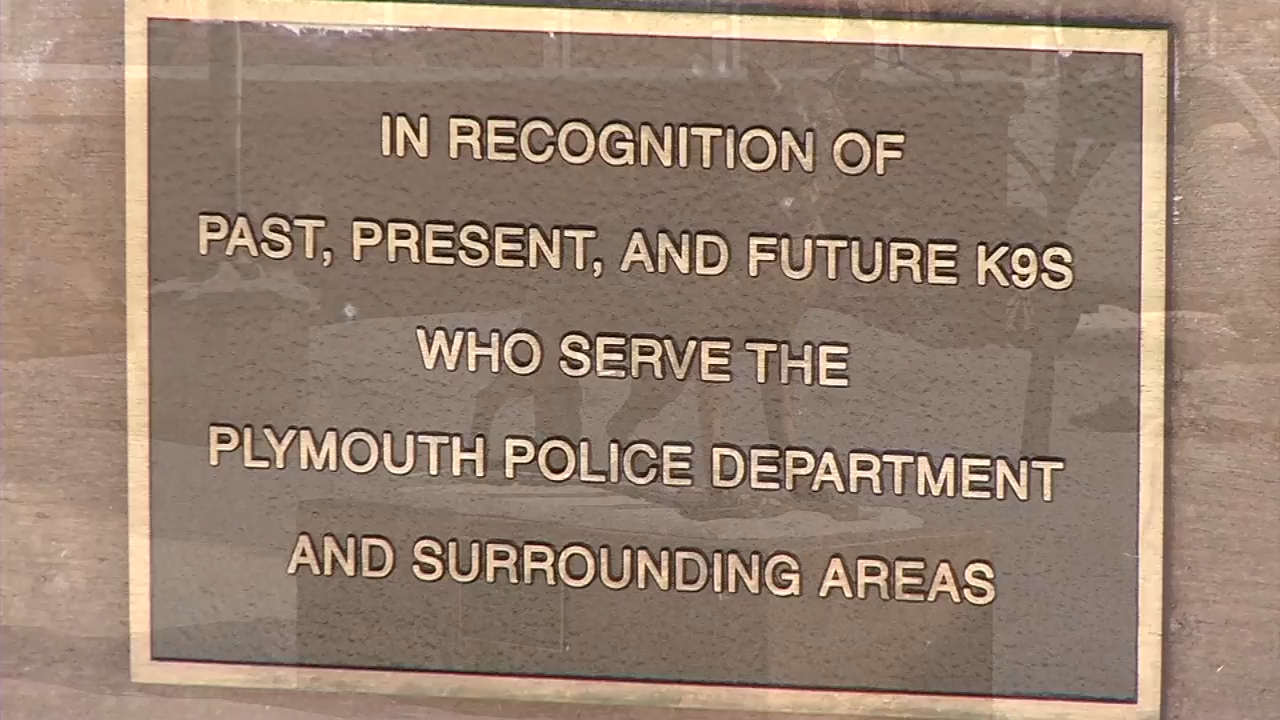 IN RECOGNITION OF
PAST, PRESENT, AND FUTURE K9S
WHO SERVE THE
PLYMOUTH POLICE DEPARTMENT
AND SURROUNDING AREAS